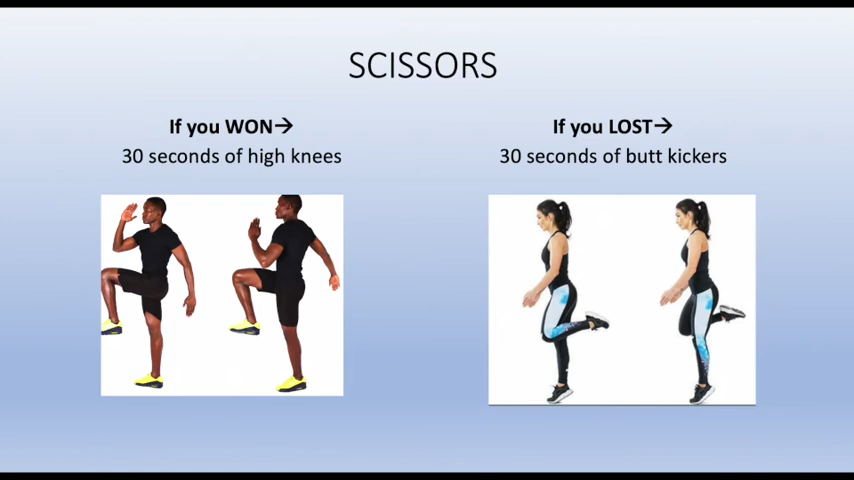 SCISSORS
If you WON→
30 seconds of high knees
If you LOST→
30 seconds of butt kickers